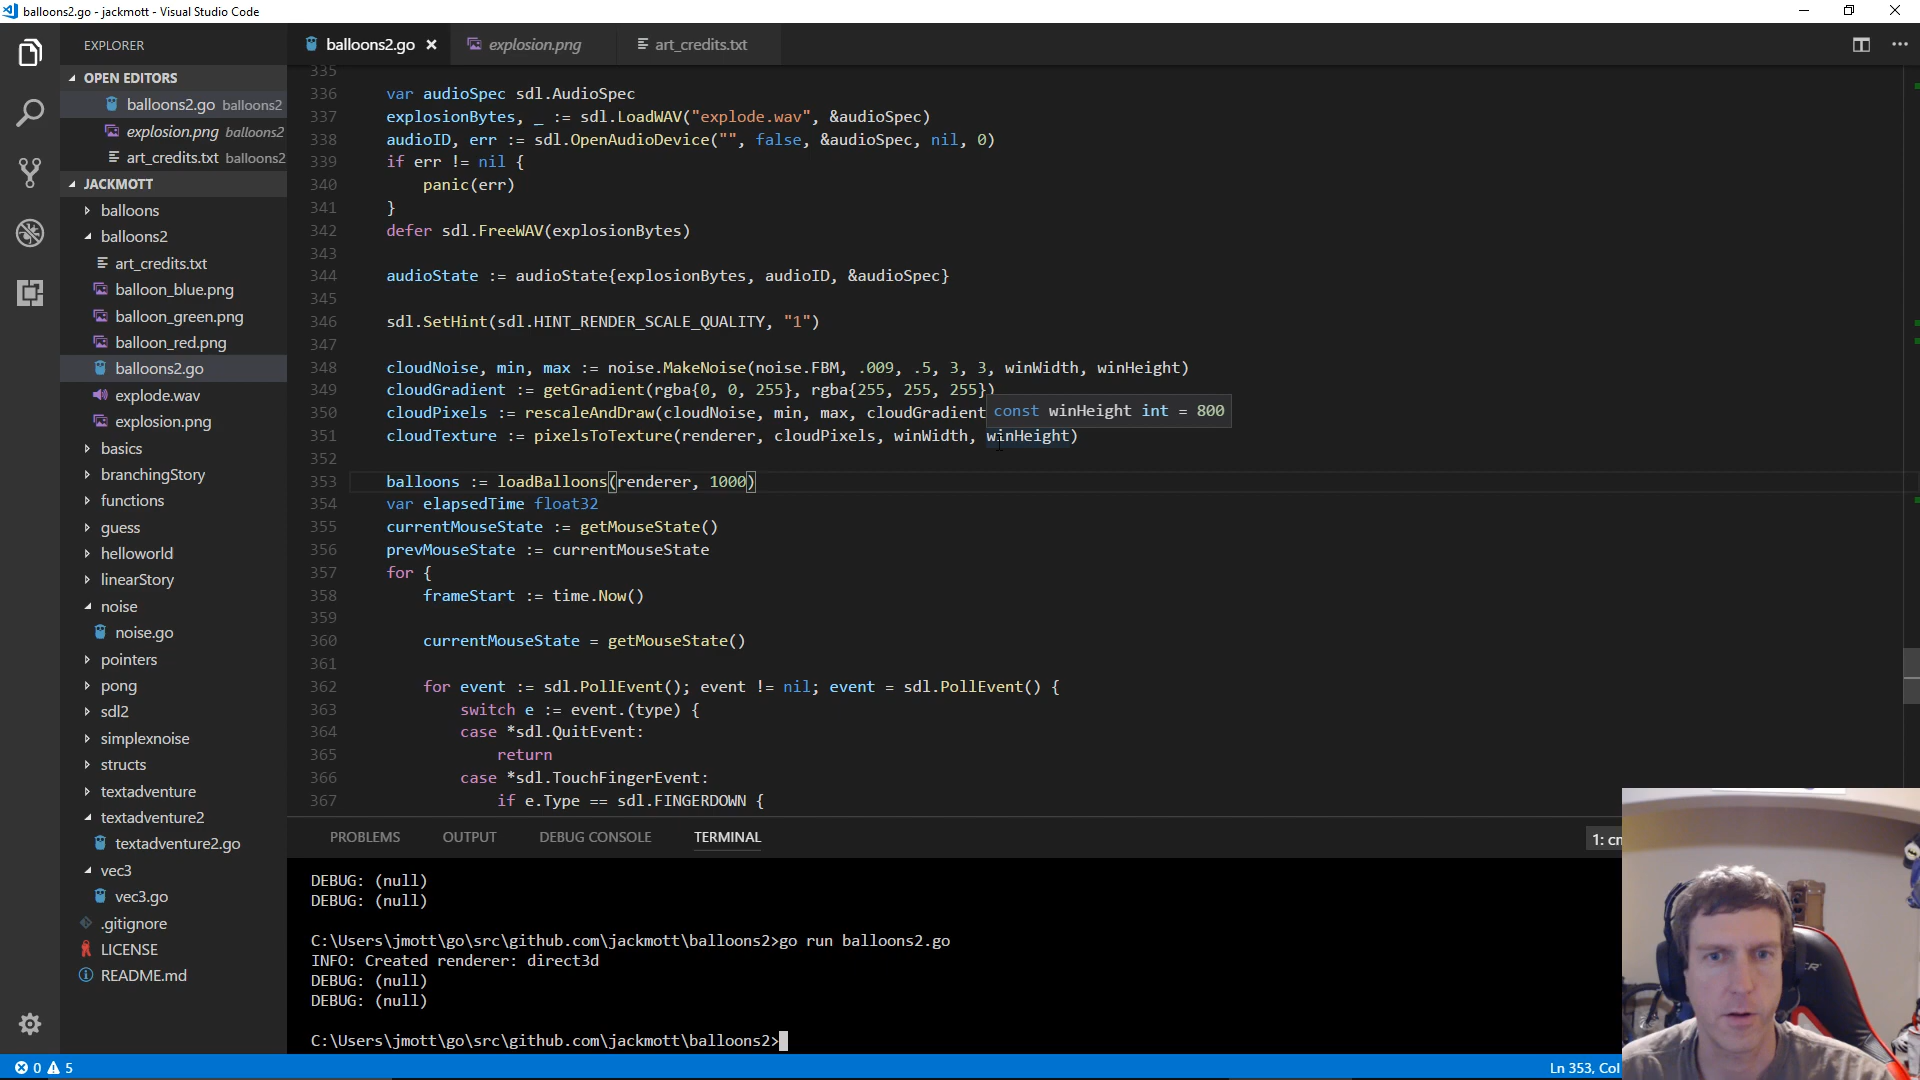 balloons2.go - jackmott - Visual Studio Code
EXPLORER
OPEN EDITORS
balloons2.go balloons2
explosion.png balloons2
art_credits.txt balloons2
JACKMOTT
balloons
balloons2
art_credits.txt
balloon_blue.png
balloon_green.png
balloon_red.png
balloons2.go
explode.wav
explosion.png
basics
branchingStory
functions
guess
helloworld
linearStory
noise
noise.go
pointers
pong
sdl2
simplexnoise
structs
textadventure
textadventure2
textadventure2.go
vec3
vec3.go
.gitignore
LICENSE
README.md
balloons2.go explosion.png art_credits.txt
335
336 var audioSpec sdl.AudioSpec
337 explosionBytes, _ := sdl.LoadWAV("explode.wav", &audioSpec)
338 audioID, err := sdl.OpenAudioDevice("", false, &audioSpec, nil, 0)
339 if err != nil {
340 panic(err)
341 }
342 defer sdl.FreeWAV(explosionBytes)
343
344 audioState := audioState{explosionBytes, audioID, &audioSpec}
345
346 sdl.SetHint(sdl.HINT_RENDER_SCALE_QUALITY, "1")
347
348 cloudNoise, min, max := noise.MakeNoise(noise.FBM, .009, .5, 3, 3, winWidth, winHeight)
349 cloudGradient := getGradient(rgba{0, 0, 255}, rgba{255, 255, 255})
350 cloudPixels := rescaleAndDraw(cloudNoise, min, max, cloudGradient
const winHeight int = 800
351 cloudTexture := pixelsToTexture(renderer, cloudPixels, winWidth, winHeight)
352
353 balloons := loadBalloons(renderer, 1000)
354 var elapsedTime float32
355 currentMouseState := getMouseState()
356 prevMouseState := currentMouseState
357 for {
358 frameStart := time.Now()
359
360 currentMouseState = getMouseState()
361
362 for event := sdl.PollEvent(); event != nil; event = sdl.PollEvent() {
363 switch e := event.(type) {
364 case *sdl.QuitEvent:
365 return
366 case *sdl.TouchFingerEvent:
367 if e.Type == sdl.FINGERDOWN {
PROBLEMS OUTPUT DEBUG CONSOLE TERMINAL
1: cm
DEBUG: (null)
DEBUG: (null)
C:\Users\jmott\go\src\github.com\jackmott\balloons2>go run balloons2.go
INFO: Created renderer: direct3d
DEBUG: (null)
DEBUG: (null)
C:\Users\jmott\go\src\github.com\jackmott\balloons2>
0 5
Ln 353, Col